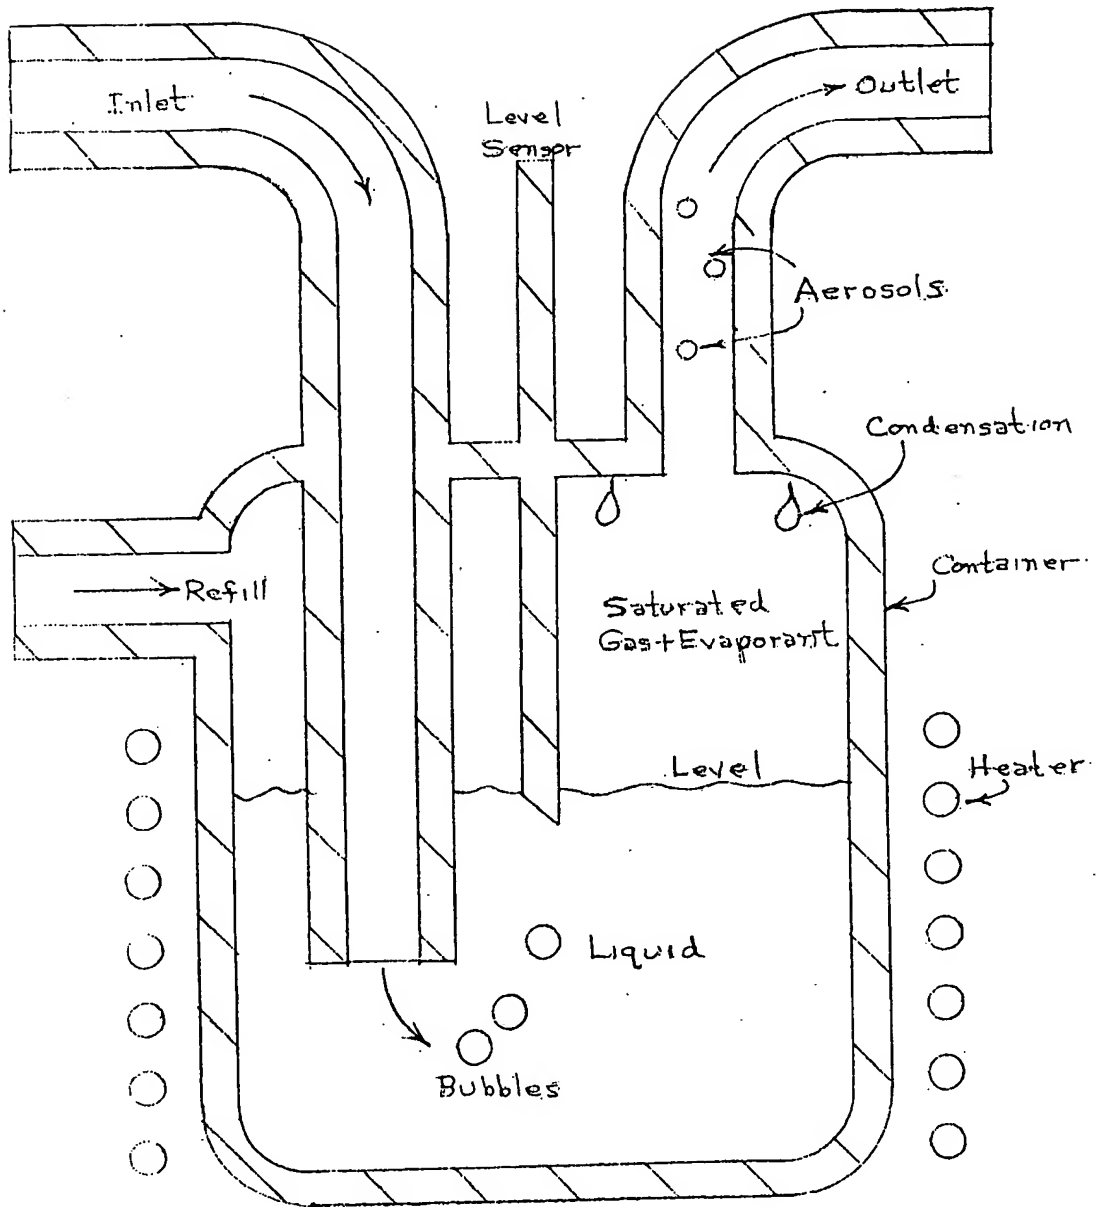 Inlet
Outlet
Level
Sensor
Aerosols
Condensation
Refill
Container
Saturated
Gas+Evaporant
Level
Heater
Liquid
Bubbles